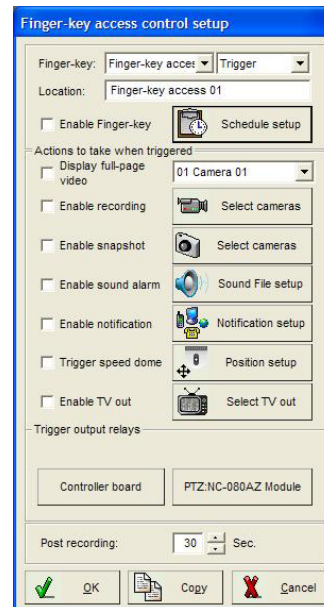 Finger-key access control setup
Finger-key: Finger-key acces Trigger
Location: Finger-key access 01
Enable Finger-key Schedule setup
Actions to take when triggered
Display full-page video 01 Camera 01
Enable recording Select cameras
Enable snapshot Select cameras
Enable sound alarm Sound File setup
Enable notification Notification setup
Trigger speed dome Position setup
Enable TV out Select TV out
Trigger output relays
Controller board PTZ:NC-080AZ Module
Post recording: 30 Sec.
OK Copy Cancel